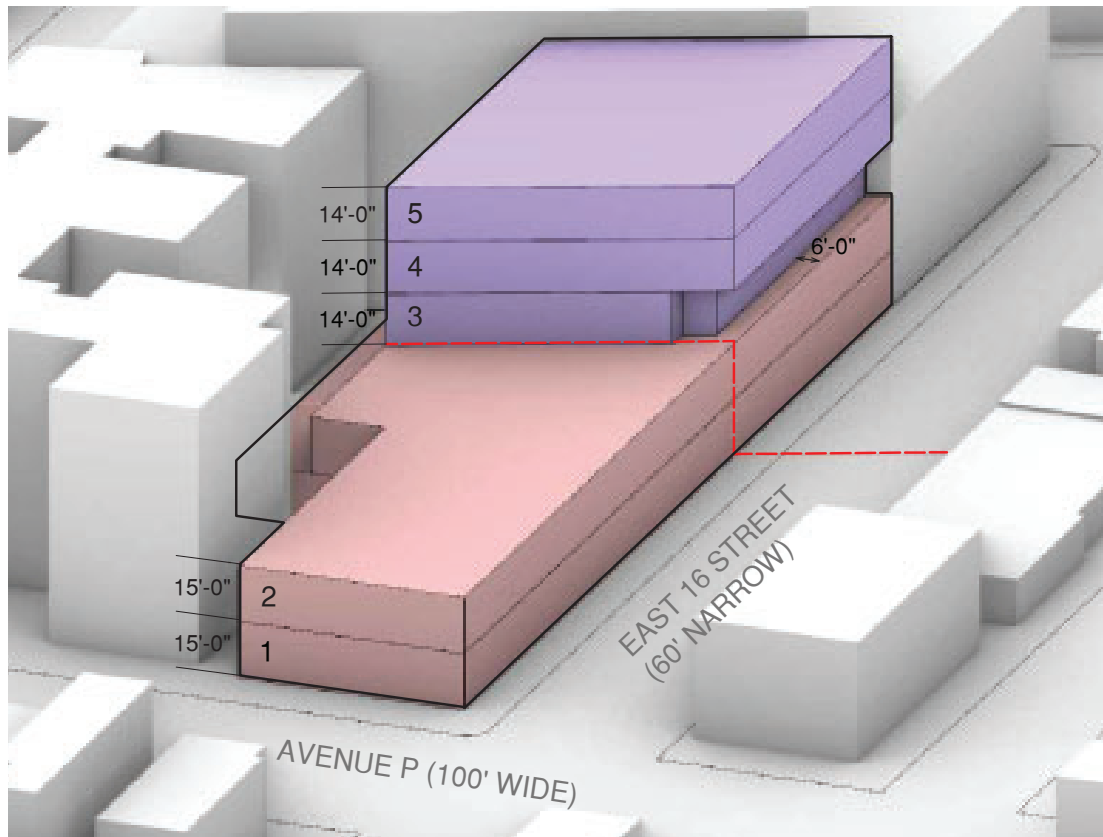 14'-0" 5
14'-0" 4
6'-0"
14'-0" 3
15'-0" 2
15'-0" 1
EAST 16 STREET
(60' NARROW)
AVENUE P (100' WIDE)